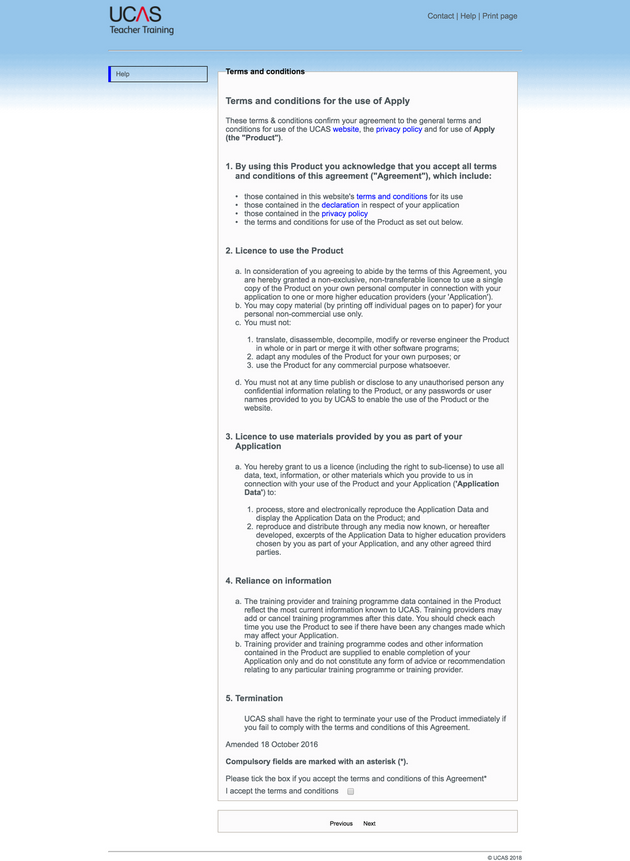 UCAS
Teacher Training
Contact | Help | Print page
Help
Terms and conditions
Terms and conditions for the use of Apply
These terms & conditions confirm your agreement to the general terms and
conditions for use of the UCAS website, the privacy policy and for use of Apply
(the "Product").
1. By using this Product you acknowledge that you accept all terms
and conditions of this agreement ("Agreement"), which include:
• those contained in this website's terms and conditions for its use
• those contained in the declaration in respect of your application
• those contained in the privacy policy
• the terms and conditions for use of the Product as set out below.
2. Licence to use the Product
a. In consideration of you agreeing to abide by the terms of this Agreement, you
are hereby granted a non-exclusive, non-transferable licence to use a single
copy of the Product on your own personal computer in connection with your
application to one or more higher education providers (your 'Application').
b. You may copy material (by printing off individual pages on to paper) for your
personal non-commercial use only.
c. You must not:
1. translate, disassemble, decompile, modify or reverse engineer the Product
in whole or in part or merge it with other software programs;
2. adapt any modules of the Product for your own purposes; or
3. use the Product for any commercial purpose whatsoever.
d. You must not at any time publish or disclose to any unauthorised person any
confidential information relating to the Product, or any passwords or user
names provided to you by UCAS to enable the use of the Product or the
website.
3. Licence to use materials provided by you as part of your
Application
a. You hereby grant to us a licence (including the right to sub-license) to use all
data, text, information, or other materials which you provide to us in
connection with your use of the Product and your Application ('Application
Data') to:
1. process, store and electronically reproduce the Application Data and
display the Application Data on the Product; and
2. reproduce and distribute through any media now known, or hereafter
developed, excerpts of the Application Data to higher education providers
chosen by you as part of your Application, and any other agreed third
parties.
4. Reliance on information
a. The training provider and training programme data contained in the Product
reflect the most current information known to UCAS. Training providers may
add or cancel training programmes after this date. You should check each
time you use the Product to see if there have been any changes made which
may affect your Application.
b. Training provider and training programme codes and other information
contained in the Product are supplied to enable completion of your
Application only and do not constitute any form of advice or recommendation
relating to any particular training programme or training provider.
5. Termination
UCAS shall have the right to terminate your use of the Product immediately if
you fail to comply with the terms and conditions of this Agreement.
Amended 18 October 2016
Compulsory fields are marked with an asterisk (*).
Please tick the box if you accept the terms and conditions of this Agreement*
I accept the terms and conditions
Previous Next
© UCAS 2018